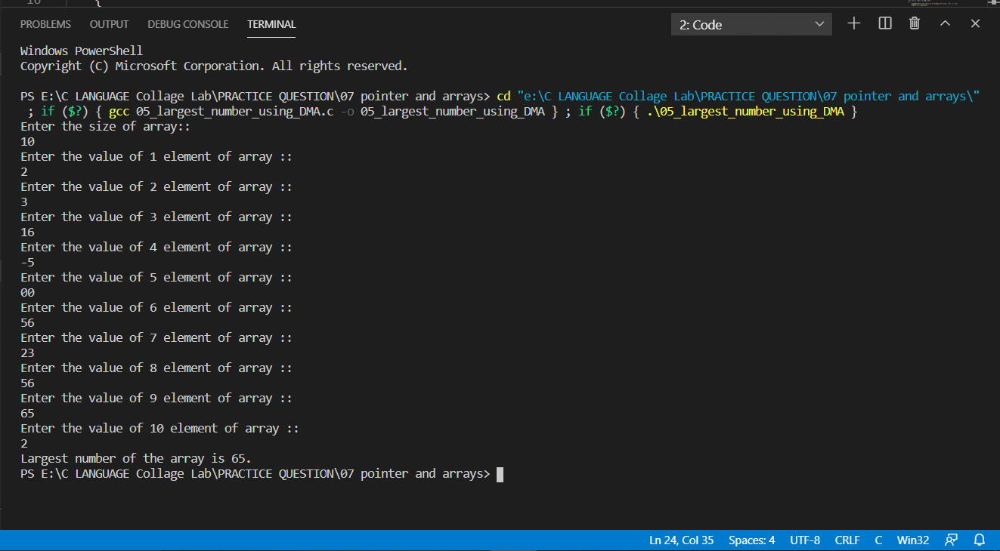 16 {
PROBLEMS OUTPUT DEBUG CONSOLE TERMINAL 2: Code
Windows PowerShell
Copyright (C) Microsoft Corporation. All rights reserved.
PS E:\C LANGUAGE Collage Lab\PRACTICE QUESTION\07 pointer and arrays> cd "e:\C LANGUAGE Collage Lab\PRACTICE QUESTION\07 pointer and arrays\"
; if ($?) { gcc 05_largest_number_using_DMA.c -o 05_largest_number_using_DMA } ; if ($?) { .\05_largest_number_using_DMA }
Enter the size of array::
10
Enter the value of 1 element of array ::
2
Enter the value of 2 element of array ::
3
Enter the value of 3 element of array ::
16
Enter the value of 4 element of array ::
-5
Enter the value of 5 element of array ::
00
Enter the value of 6 element of array ::
56
Enter the value of 7 element of array ::
23
Enter the value of 8 element of array ::
56
Enter the value of 9 element of array ::
65
Enter the value of 10 element of array ::
2
Largest number of the array is 65.
PS E:\C LANGUAGE Collage Lab\PRACTICE QUESTION\07 pointer and arrays>
Ln 24, Col 35 Spaces: 4 UTF-8 CRLF C Win32